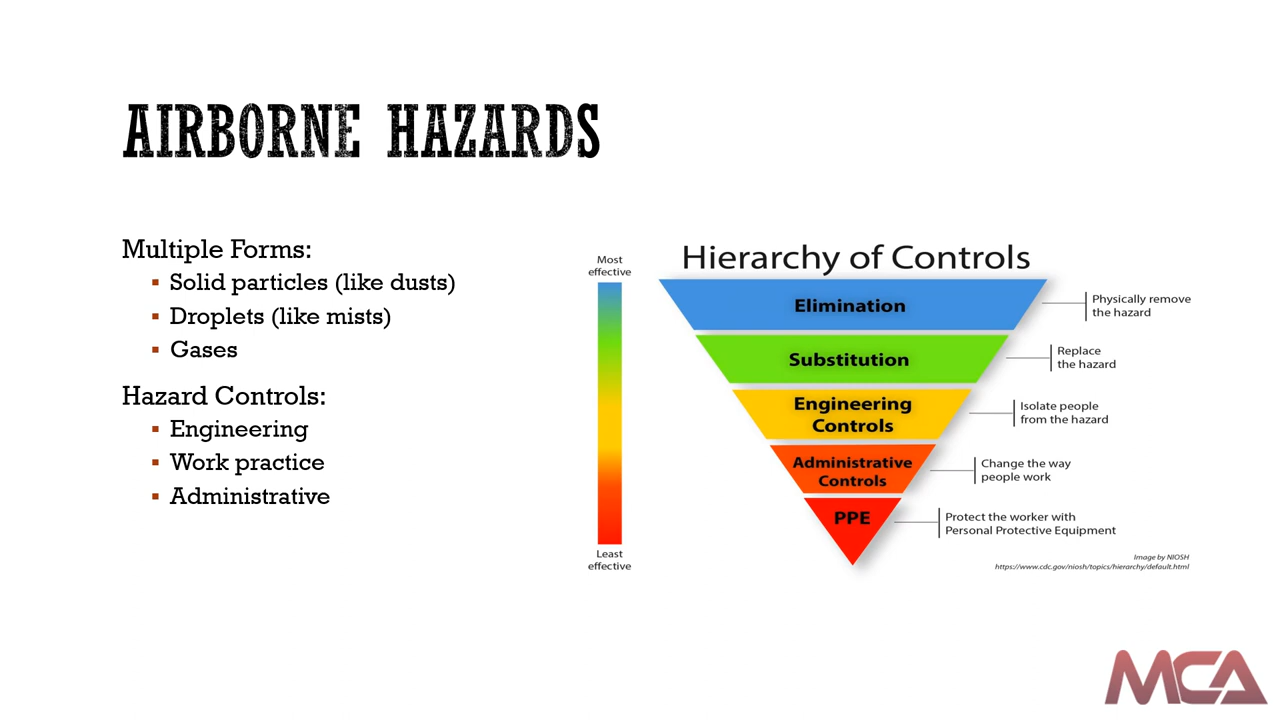 AIRBORNE HAZARDS
Multiple Forms:
▪ Solid particles (like dusts)
▪ Droplets (like mists)
▪ Gases
Hazard Controls:
▪ Engineering
▪ Work practice
▪ Administrative
Hierarchy of Controls
Most
effective
Least
effective
Elimination
Physically remove
the hazard
Substitution
Replace
the hazard
Engineering
Controls
Isolate people
from the hazard
Administrative
Controls
Change the way
people work
PPE
Protect the worker with
Personal Protective Equipment
Image by NIOSH
https://www.cdc.gov/niosh/topics/hierarchy/default.html
MCA